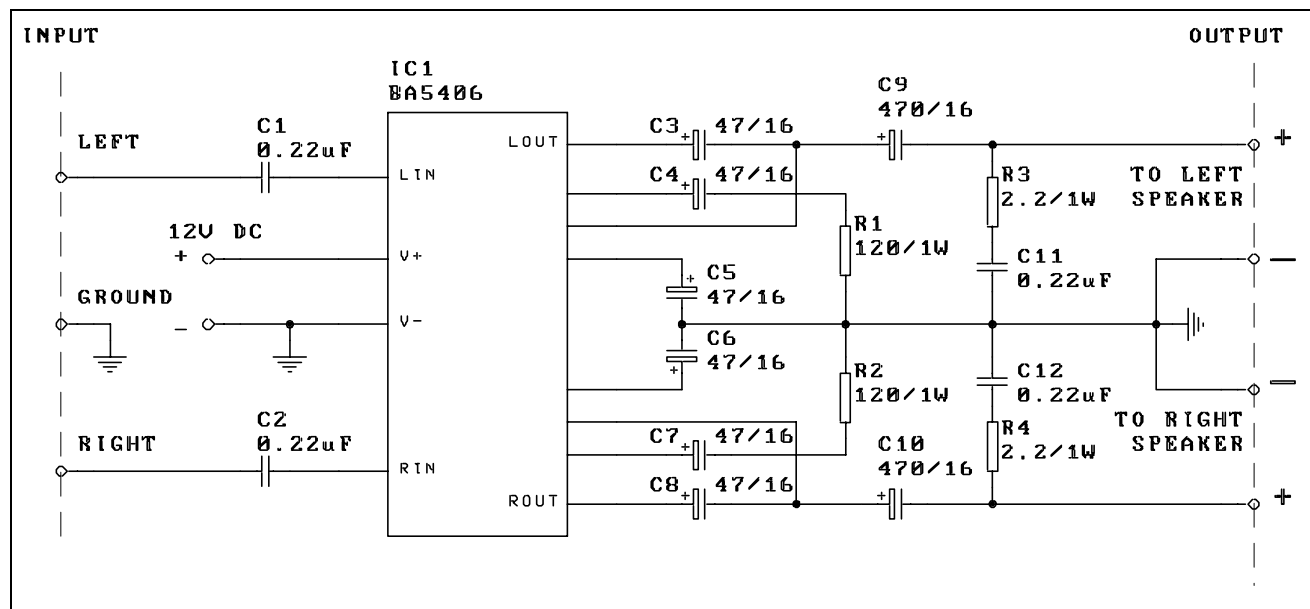 INPUT
OUTPUT
IC1
BA5406
C9
470/16
C1
0.22uF
LEFT
C3 47/16
LOUT
+
C4 47/16
LIN
R3
2.2/1W
TO LEFT
SPEAKER
12V DC
+
V+
R1
120/1W
C5
47/16
C11
0.22uF
—
GROUND
–
V-
C6
47/16
R2
120/1W
C12
0.22uF
—
C2
0.22uF
RIGHT
C7 47/16
C10
470/16
R4
2.2/1W
TO RIGHT
SPEAKER
RIN
C8 47/16
ROUT
+